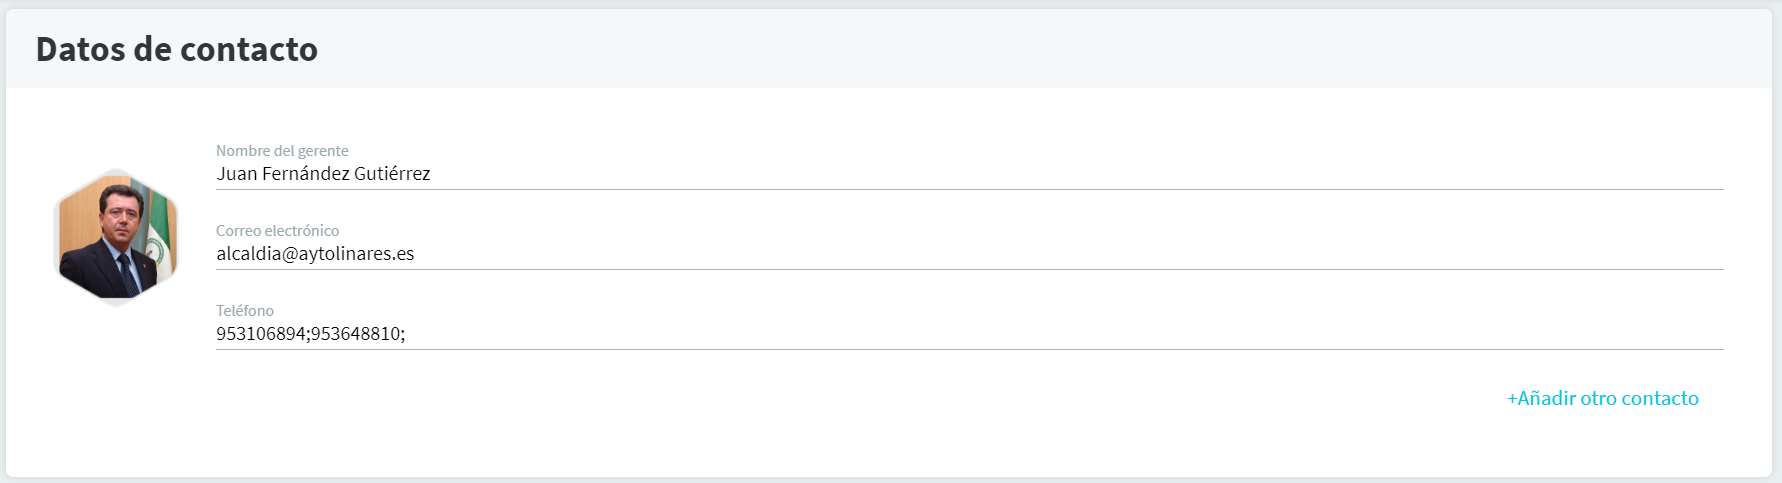 Datos de contacto
Nombre del gerente
Juan Fernández Gutiérrez
Correo electrónico
alcaldia@aytolinares.es
Teléfono
953106894;953648810;
+Añadir otro contacto